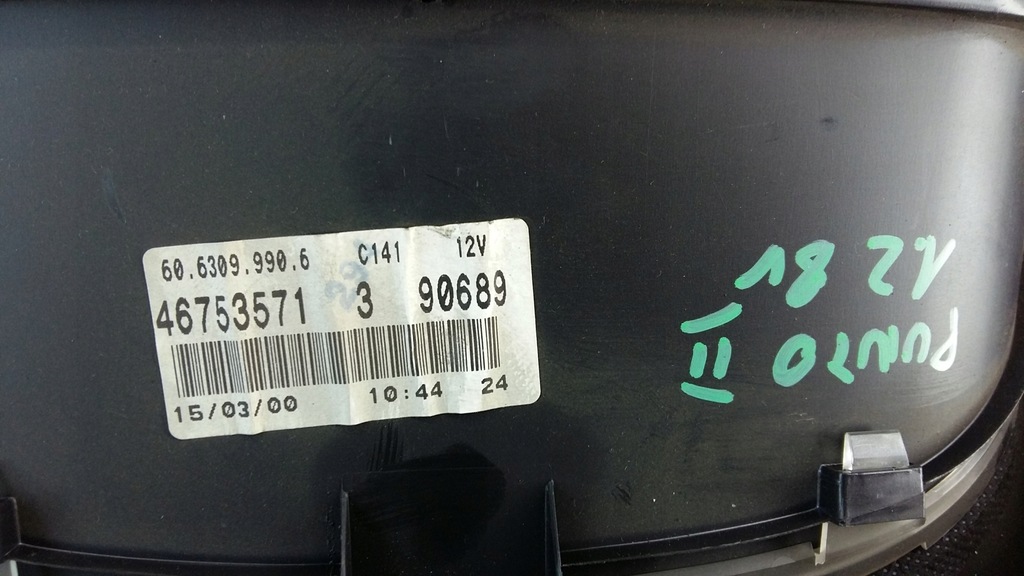 60.6309.990.6 C141 12V
46753571 3 90689
15/03/00 10:44 24
PUNTO II
1.2 8V